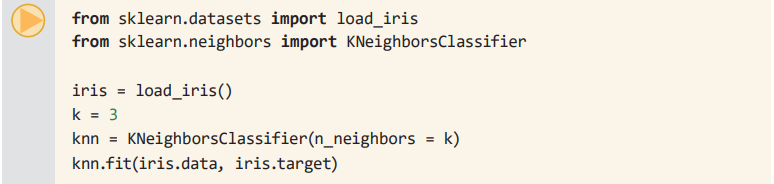 from sklearn.datasets import load_iris
from sklearn.neighbors import KNeighborsClassifier
iris = load_iris()
k = 3
knn = KNeighborsClassifier(n_neighbors = k)
knn.fit(iris.data, iris.target)